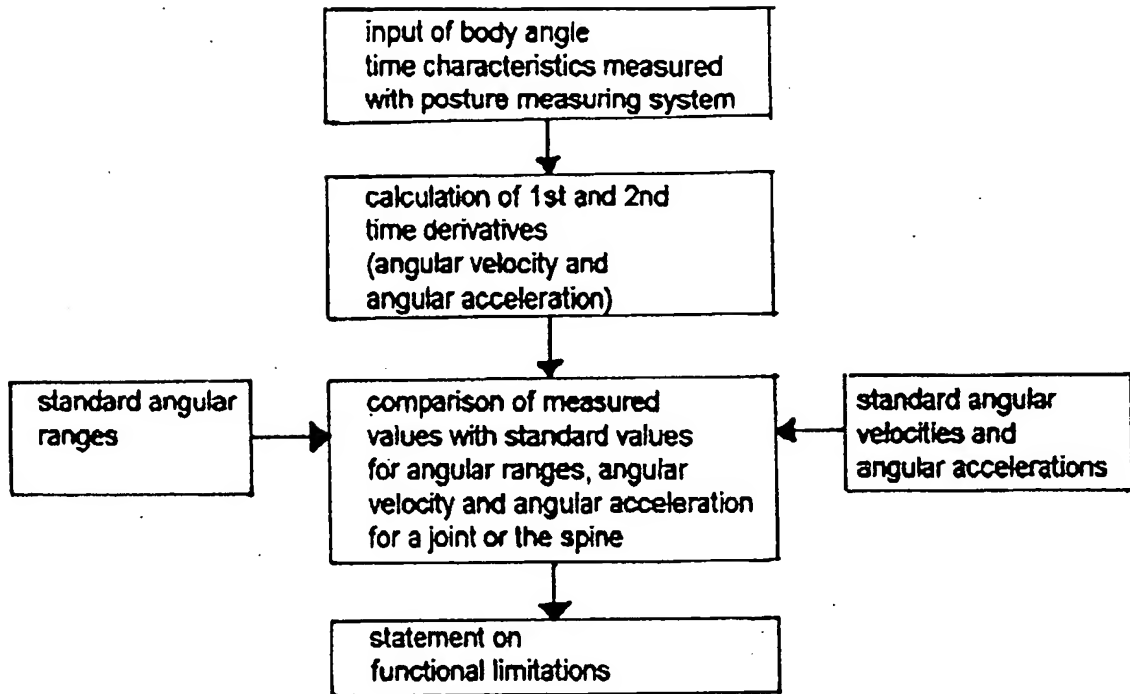 input of body angle
time characteristics measured
with posture measuring system
calculation of 1st and 2nd
time derivatives
(angular velocity and
angular acceleration)
standard angular
ranges
comparison of measured
values with standard values
for angular ranges, angular
velocity and angular acceleration
for a joint or the spine
standard angular
velocities and
angular accelerations
statement on
functional limitations